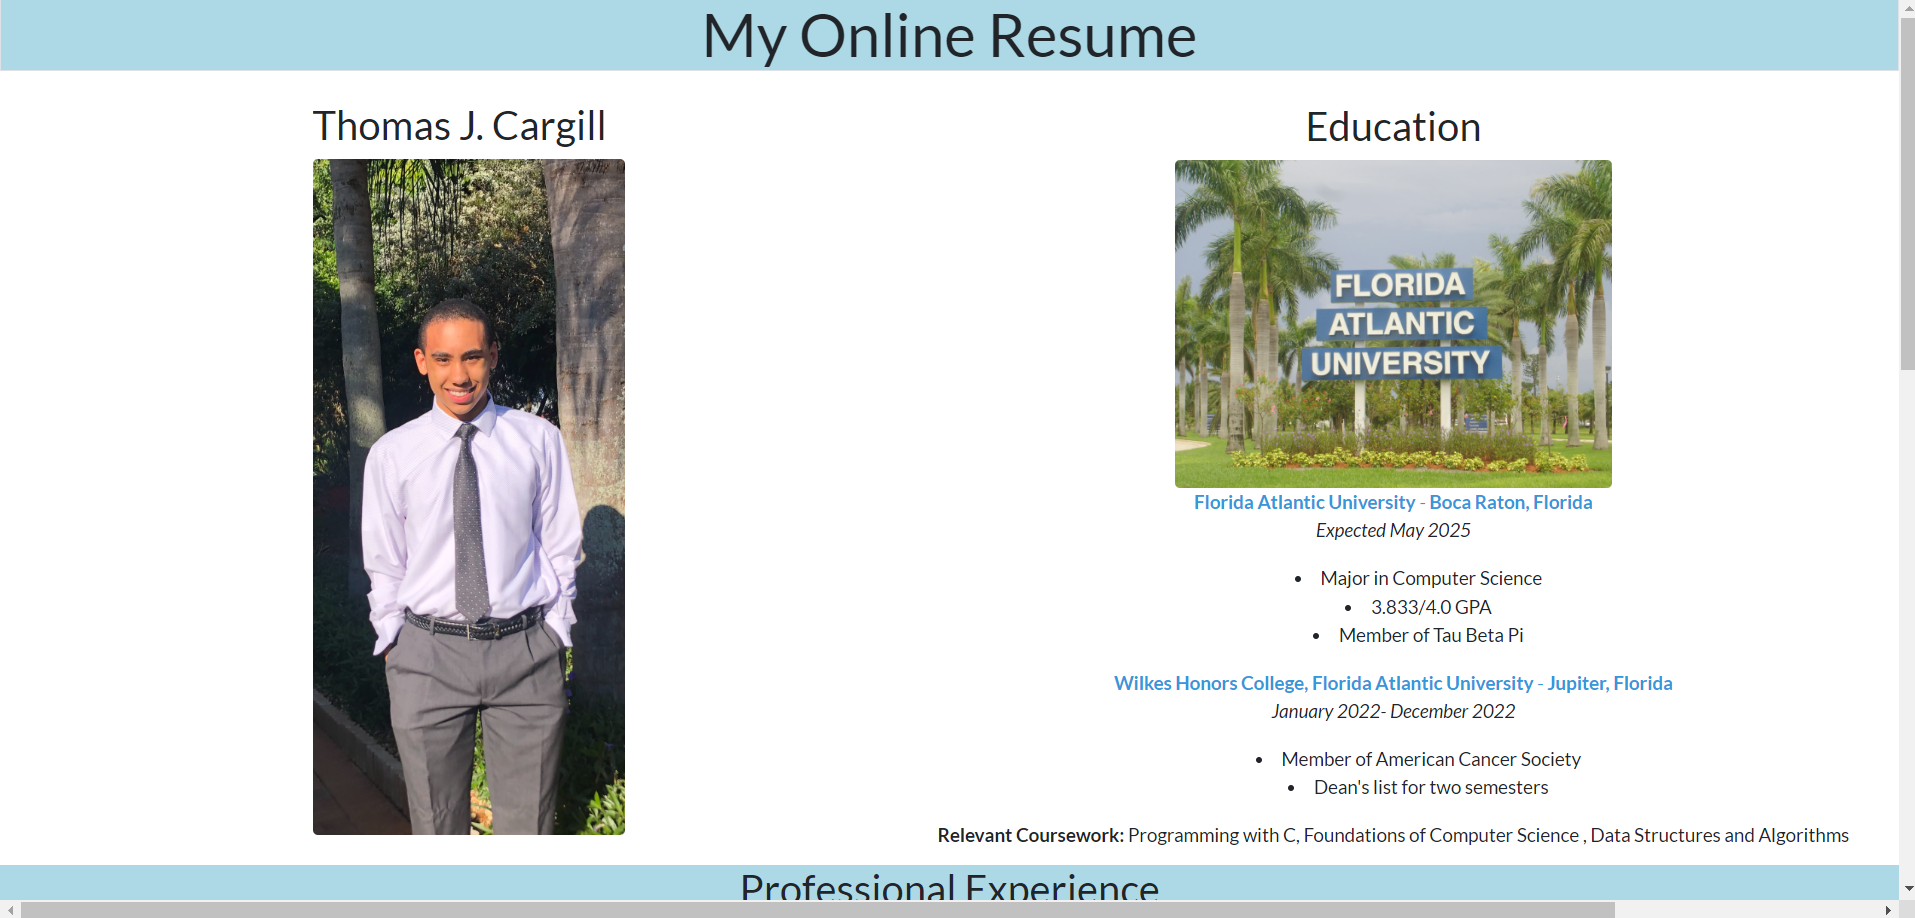 My Online Resume
Thomas J. Cargill
Education
FLORIDA
ATLANTIC
UNIVERSITY
Florida Atlantic University - Boca Raton, Florida
Expected May 2025
• Major in Computer Science
• 3.833/4.0 GPA
• Member of Tau Beta Pi
Wilkes Honors College, Florida Atlantic University - Jupiter, Florida
January 2022- December 2022
• Member of American Cancer Society
• Dean's list for two semesters
Relevant Coursework: Programming with C, Foundations of Computer Science , Data Structures and Algorithms
Professional Experience